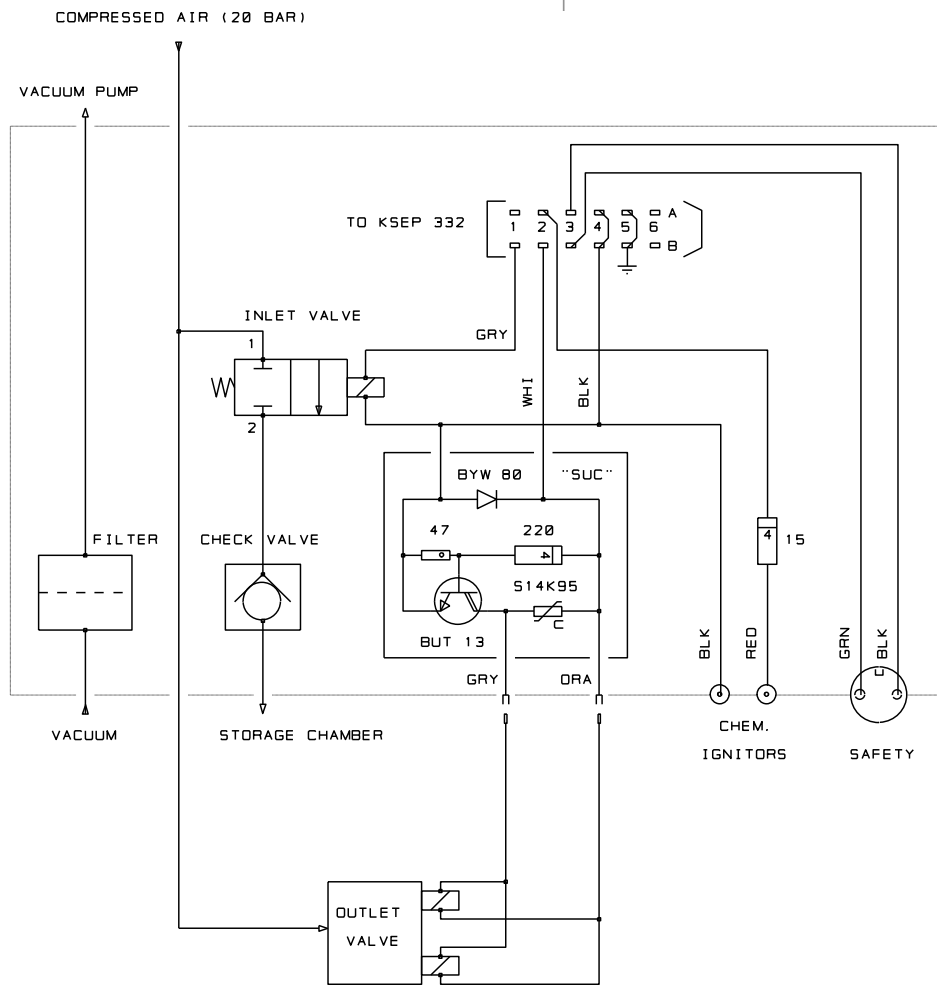 COMPRESSED AIR (20 BAR)
VACUUM PUMP
TO KSEP 332
1 2 3 4 5 6
A
B
INLET VALVE
1
2
GRY
WHI
BLK
BYW 80
"SUC"
FILTER
CHECK VALVE
47
220
4
4
15
S14K95
U
BUT 13
GRY
ORA
BLK
RED
GRN
BLK
VACUUM
STORAGE CHAMBER
CHEM.
IGNITORS
SAFETY
OUTLET
VALVE